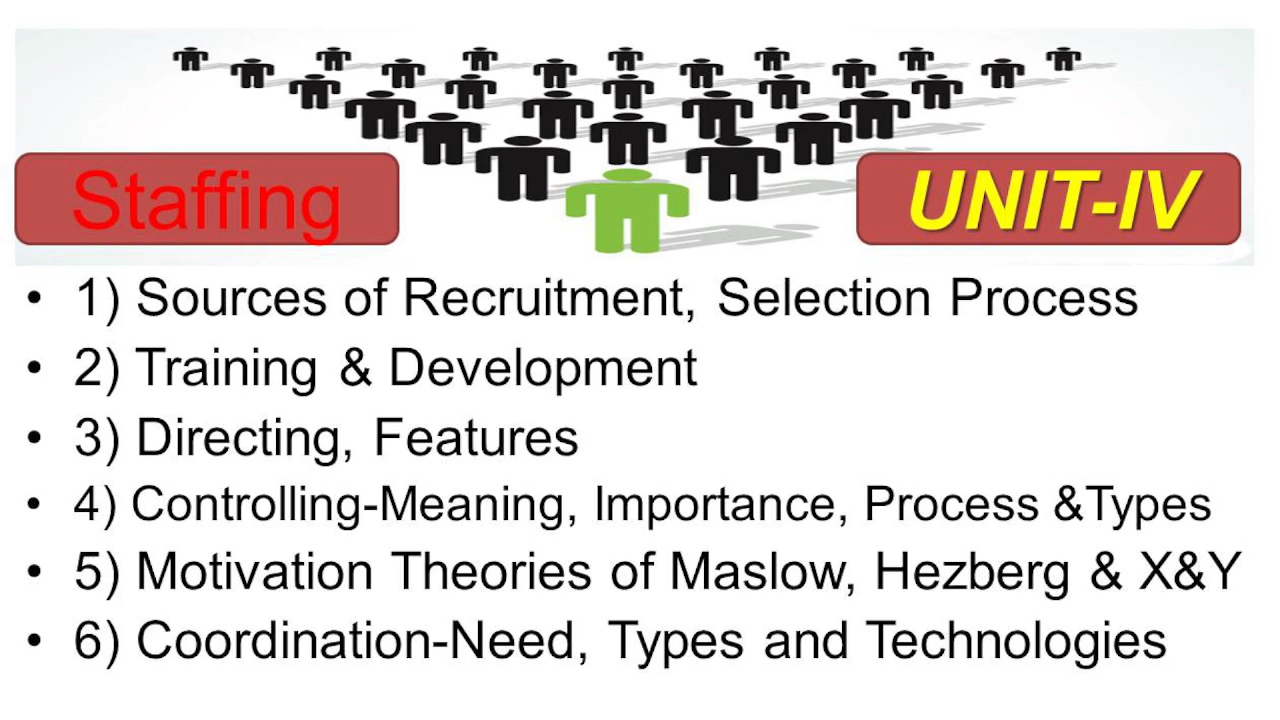 Staffing
UNIT-IV
• 1) Sources of Recruitment, Selection Process
• 2) Training & Development
• 3) Directing, Features
• 4) Controlling-Meaning, Importance, Process &Types
• 5) Motivation Theories of Maslow, Hezberg & X&Y
• 6) Coordination-Need, Types and Technologies